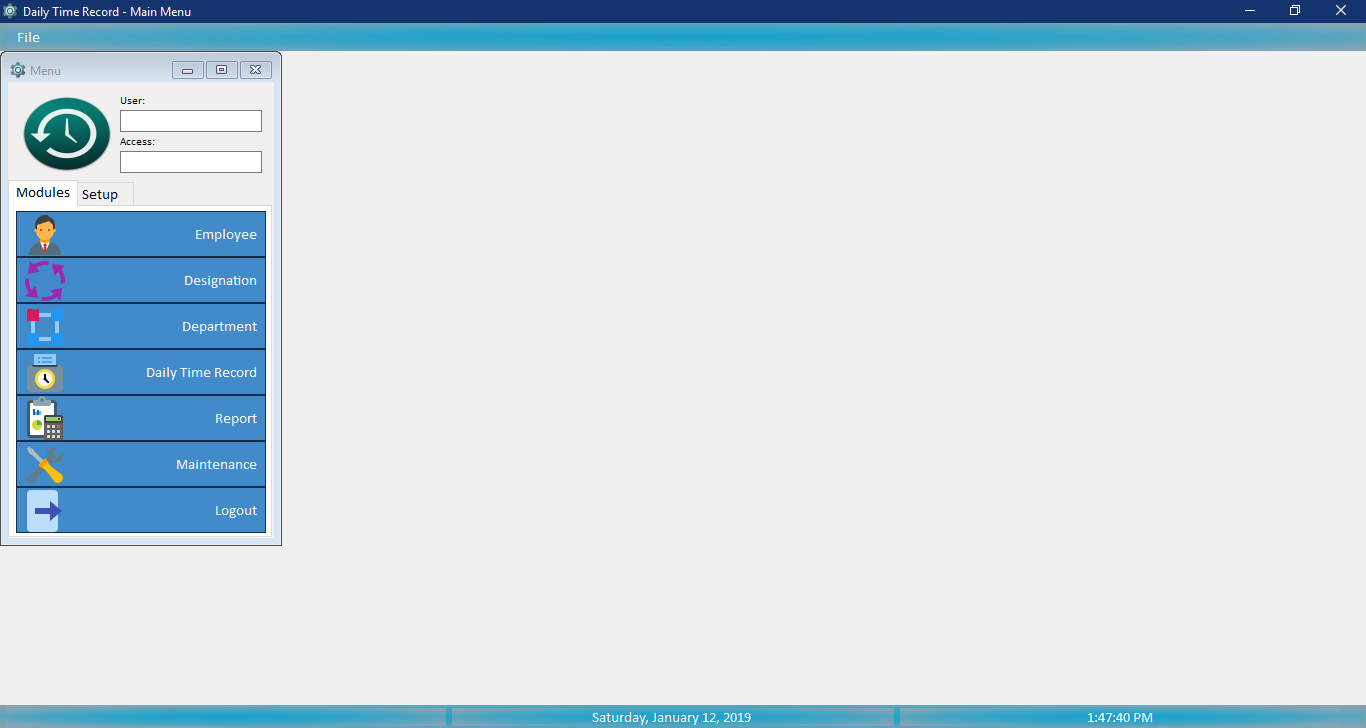 Daily Time Record - Main Menu
File
Menu
User:
Access:
Modules
Setup
Employee
Designation
Department
Daily Time Record
Report
Maintenance
Logout
Saturday, January 12, 2019
1:47:40 PM